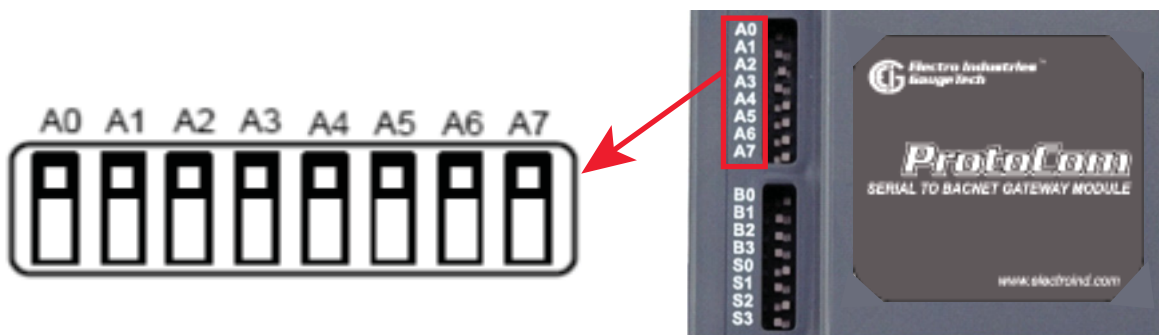 A0 A1 A2 A3 A4 A5 A6 A7
A0
A1
A2
A3
A4
A5
A6
A7
B0
B1
B2
B3
S0
S1
S2
S3
Electro Industries™
GaugeTech
ProtoCom
SERIAL TO BACNET GATEWAY MODULE
www.electroind.com